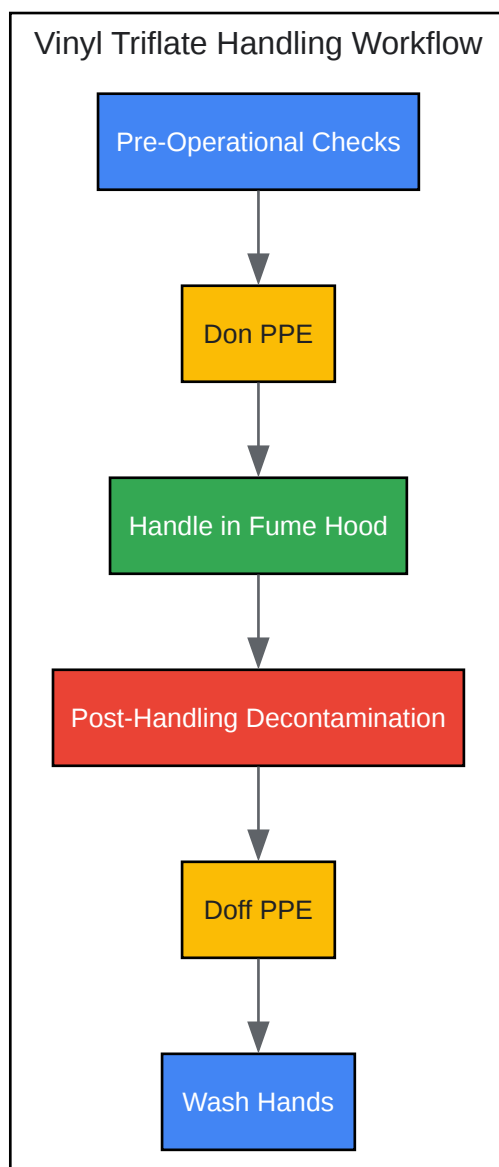 Vinyl Triflate Handling Workflow
Pre-Operational Checks
Don PPE
Handle in Fume Hood
Post-Handling Decontamination
Doff PPE
Wash Hands